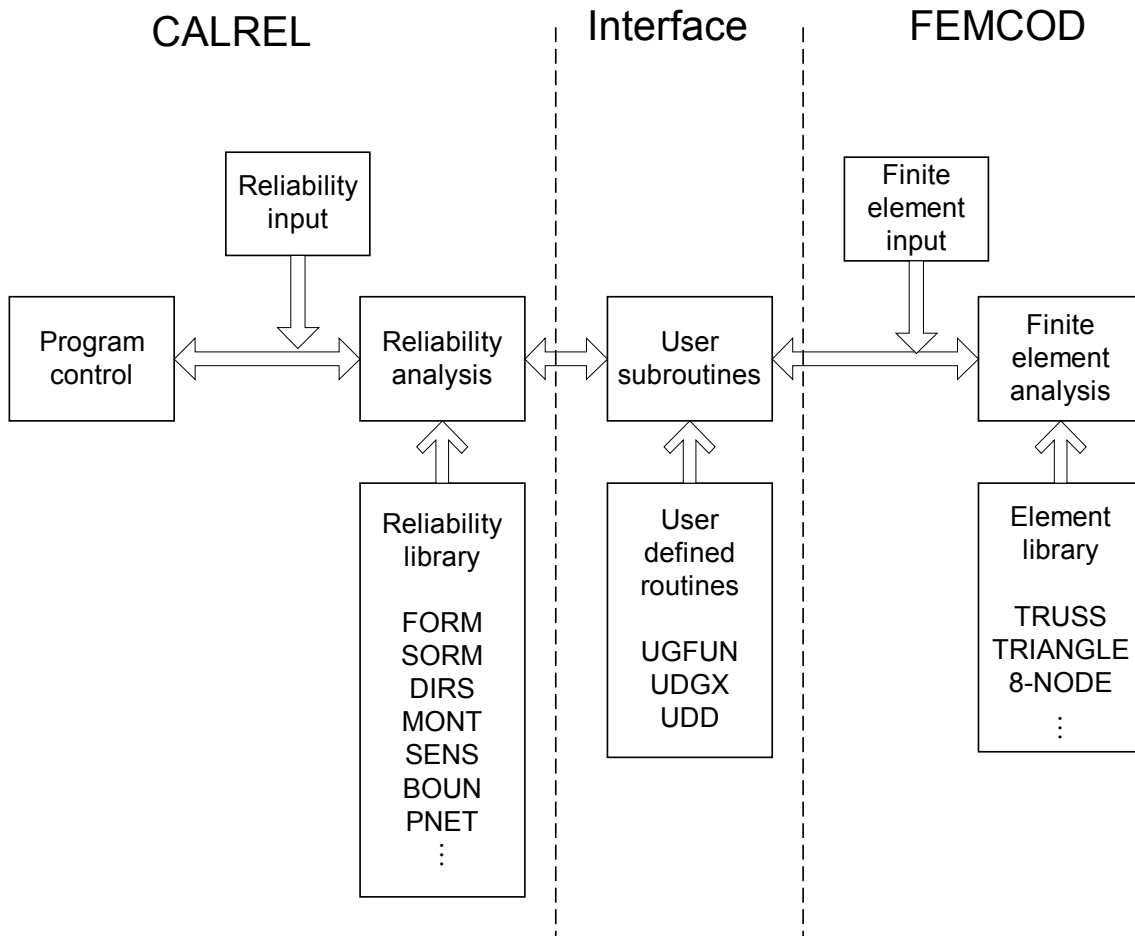 CALREL
Interface
FEMCOD
Reliability
input
Finite
element
input
Program
control
Reliability
analysis
User
subroutines
Finite
element
analysis
Reliability
library
FORM
SORM
DIRS
MONT
SENS
BOUN
PNET
⋮
User
defined
routines
UGFUN
UDGX
UDD
Element
library
TRUSS
TRIANGLE
8-NODE
⋮